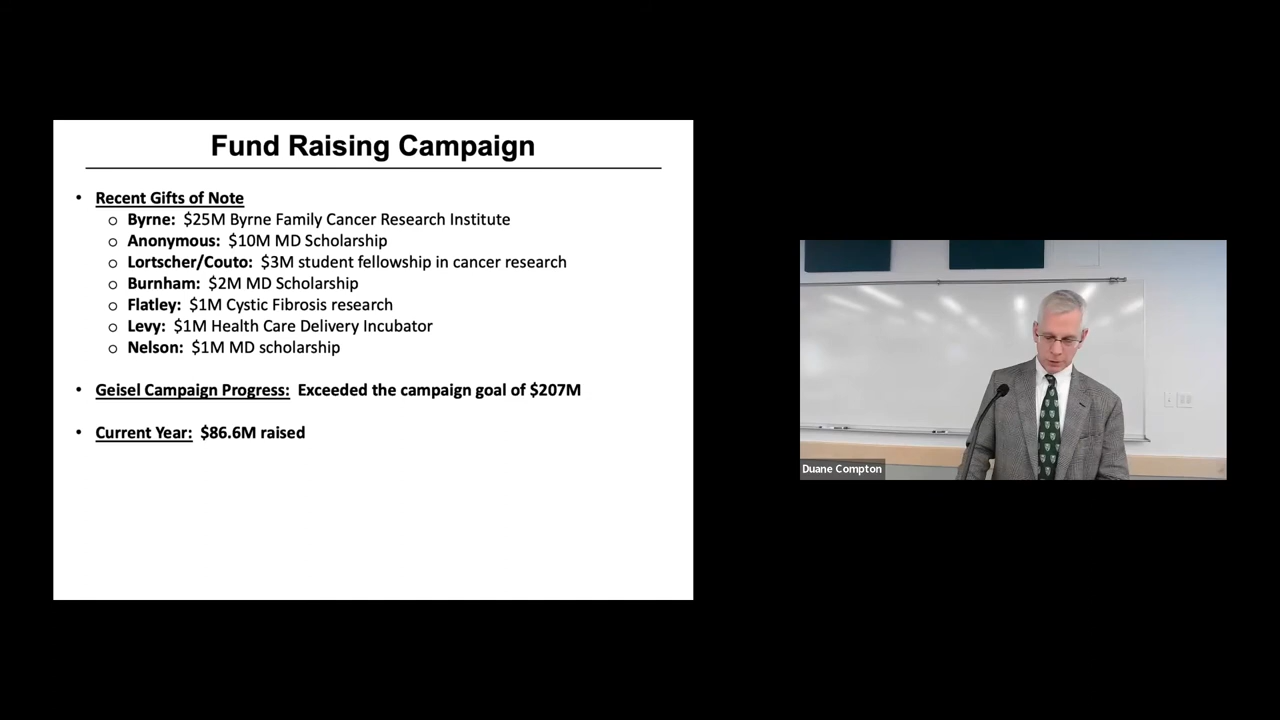 Fund Raising Campaign
• Recent Gifts of Note
o Byrne: $25M Byrne Family Cancer Research Institute
o Anonymous: $10M MD Scholarship
o Lortscher/Couto: $3M student fellowship in cancer research
o Burnham: $2M MD Scholarship
o Flatley: $1M Cystic Fibrosis research
o Levy: $1M Health Care Delivery Incubator
o Nelson: $1M MD scholarship
• Geisel Campaign Progress: Exceeded the campaign goal of $207M
• Current Year: $86.6M raised
Duane Compton